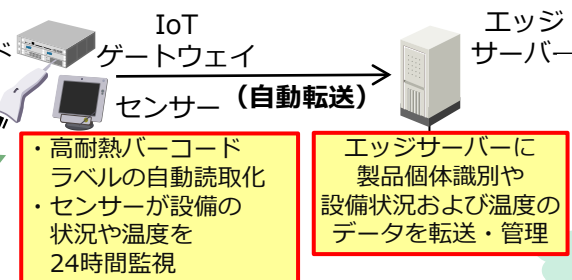 IoT
ゲートウェイ
ド
センサー
(自動転送)
エッジ
サーバー
・高耐熱バーコード
ラベルの自動読取化
・センサーが設備の
状況や温度を
24時間監視
エッジサーバーに
製品個体識別や
設備状況および温度の
データを転送・管理